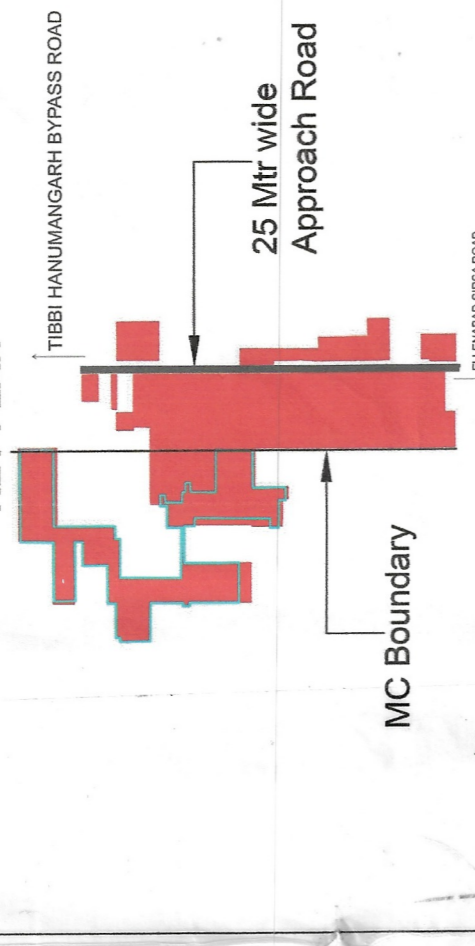 TIBBI HANUMANGARH BYPASS ROAD
25 Mtr wide
Approach Road
MC Boundary